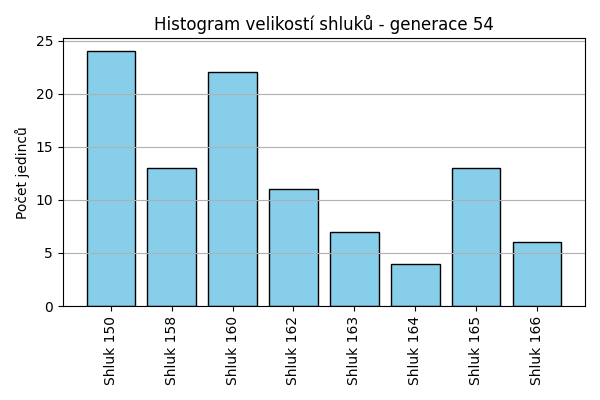 Histogram velikostí shluků - generace 54
Počet jedinců
25
20
15
10
5
0
Shluk 150
Shluk 158
Shluk 160
Shluk 162
Shluk 163
Shluk 164
Shluk 165
Shluk 166